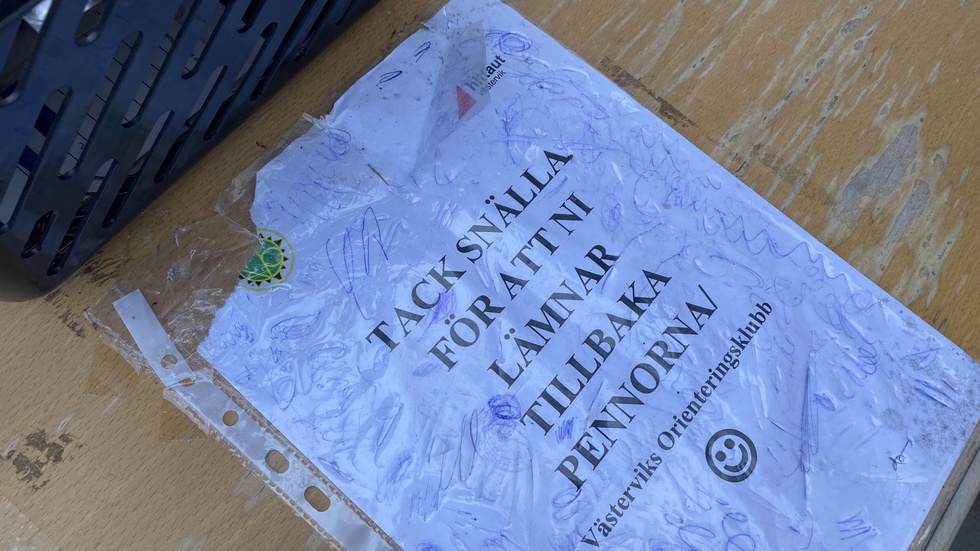 TACK SNÄLLA
FÖR ATT NI
LÄMNAR
TILLBAKA
PENNORNA/
Västerviks Orienteringsklubb